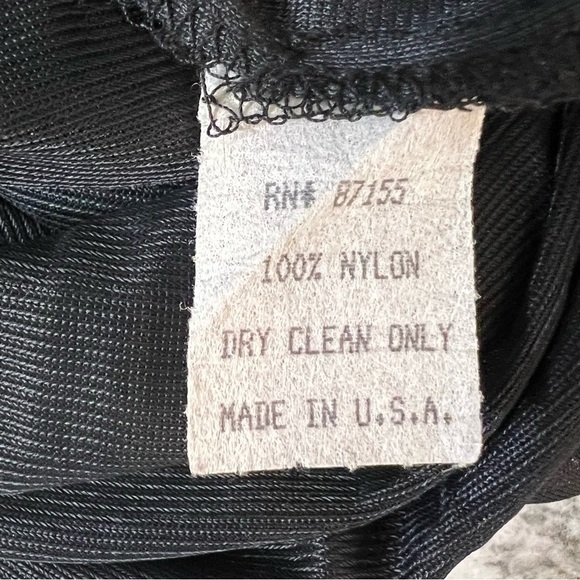 RN# 87155
100% NYLON
DRY CLEAN ONLY
MADE IN U.S.A.